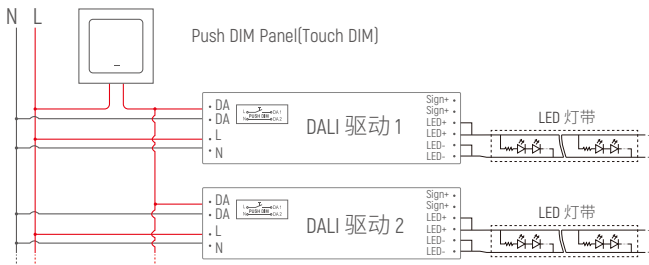 N L
Push DIM Panel(Touch DIM)
DA
DA
L
N
L DA1
PUSH DIM
N DA2
DALI 驱动 1
Sign+
Sign+
LED+
LED+
LED-
LED-
LED 灯带
DA
DA
L
N
L DA1
PUSH DIM
N DA2
DALI 驱动 2
Sign+
Sign+
LED+
LED+
LED-
LED-
LED 灯带